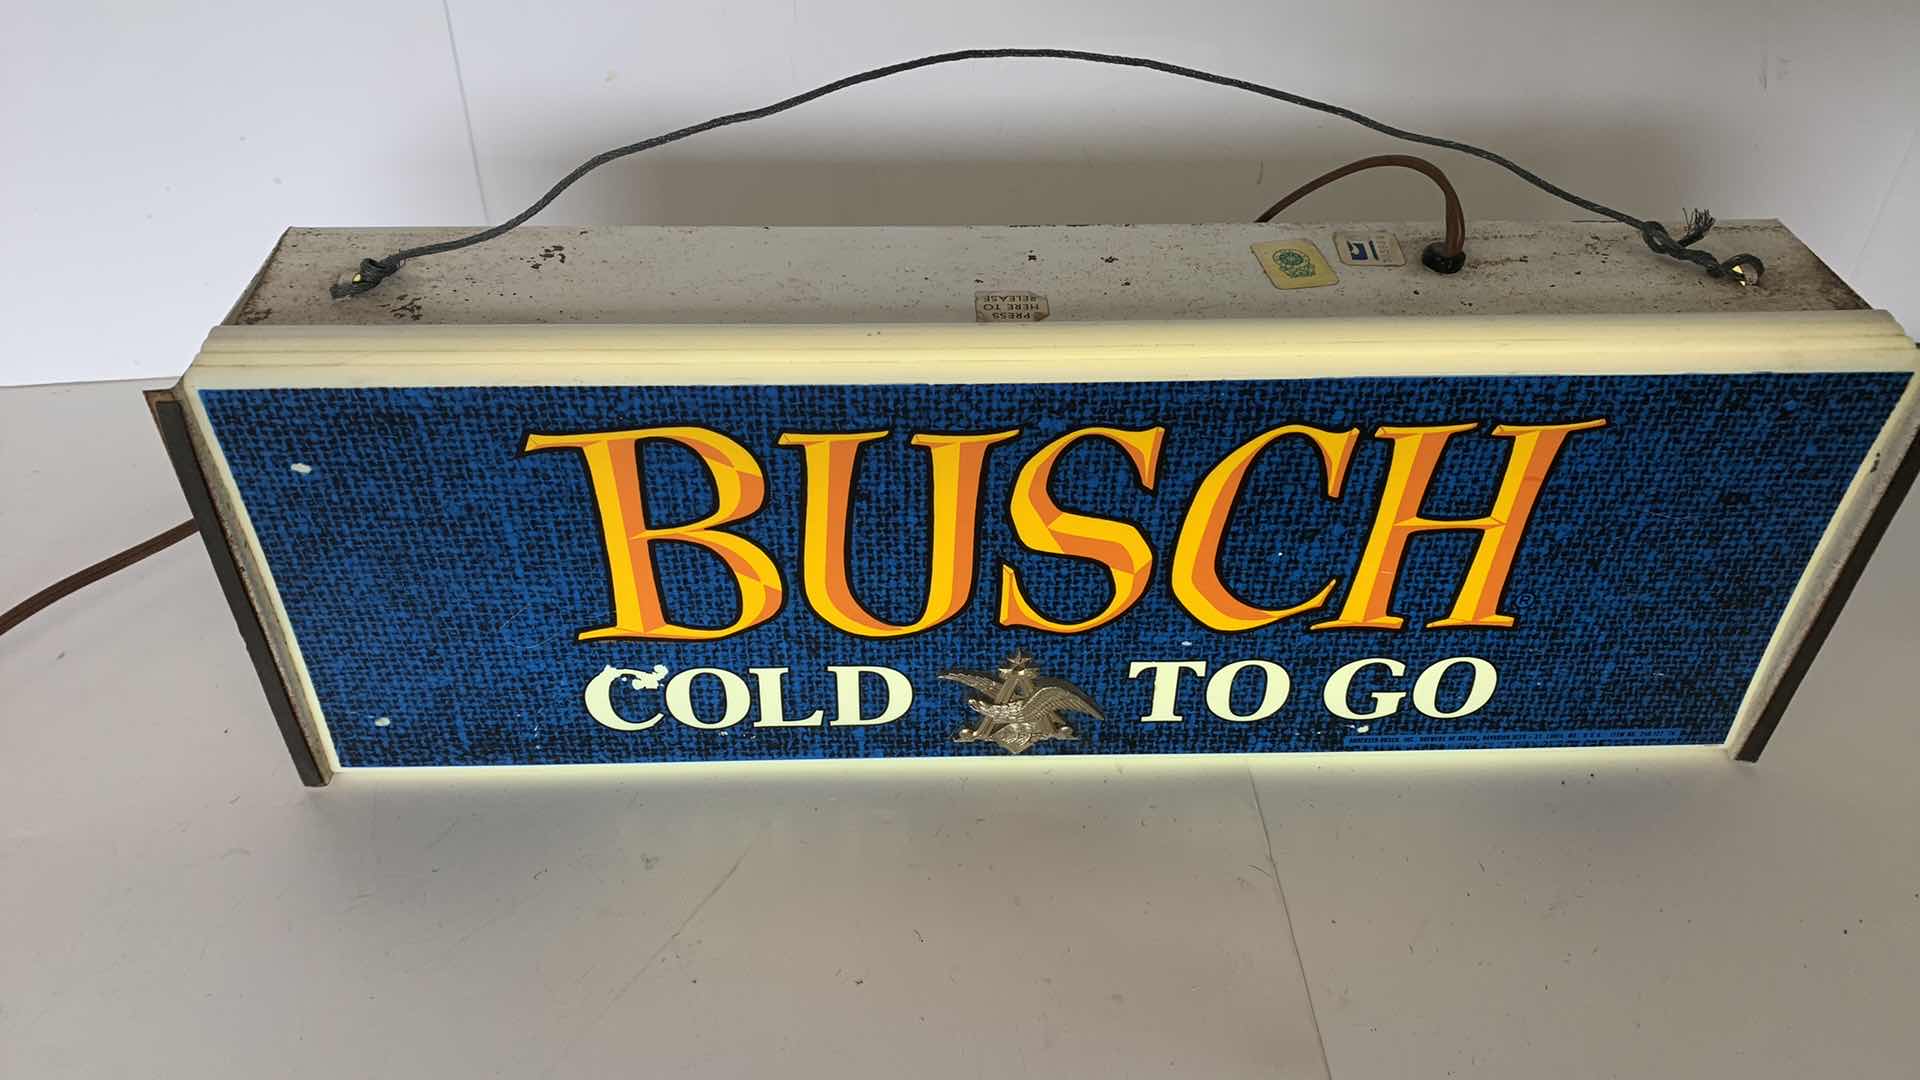 PRESS
HERE TO
RELEASE
BUSCH®
COLD TO GO